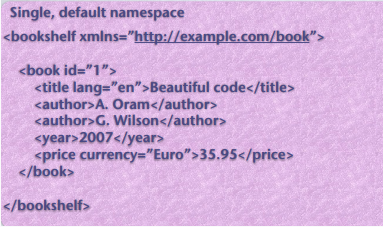 Single, default namespace
<bookshelf xmlns=”http://example.com/book”>
<book id=”1”>
<title lang=”en”>Beautiful code</title>
<author>A. Oram</author>
<author>G. Wilson</author>
<year>2007</year>
<price currency=”Euro”>35.95</price>
</book>
</bookshelf>